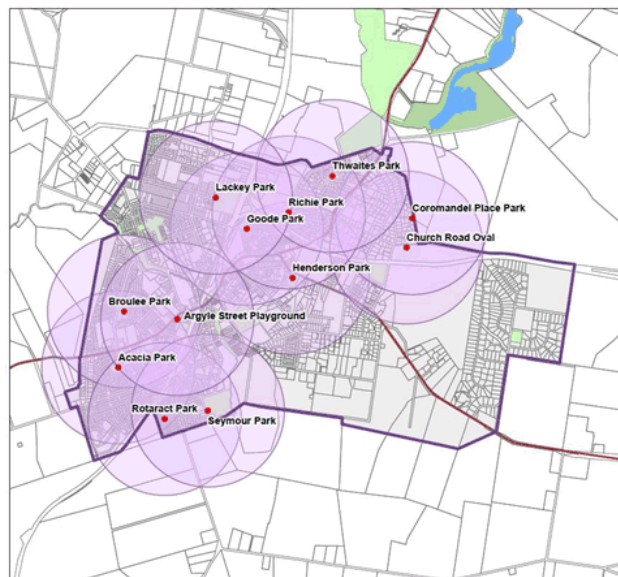 Thwaites Park
Lackey Park
Richie Park
Coromandel Place Park
Goode Park
Church Road Oval
Henderson Park
Broulee Park
Argyle Street Playground
Acacia Park
Rotaract Park
Seymour Park